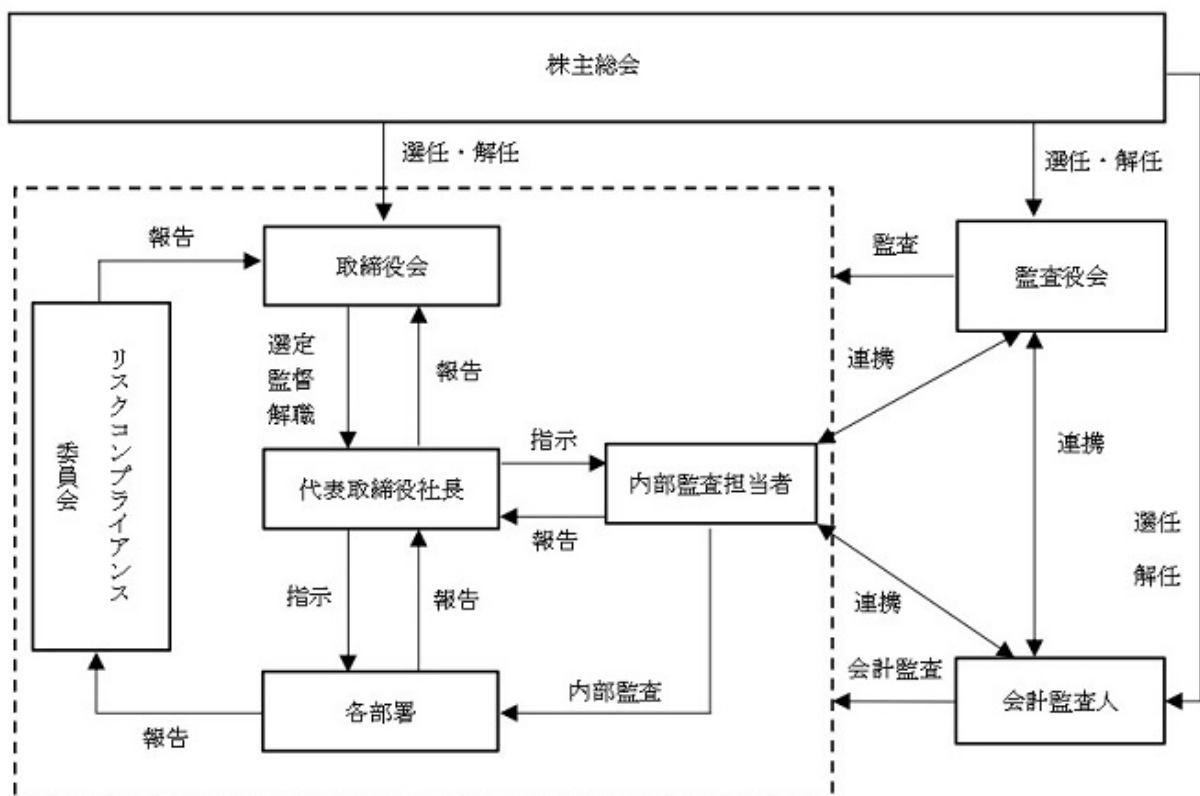 株主総会
選任・解任
選任・解任
報告
取締役会
監査
監査役会
選定
監督
解職
報告
連携
リスクコンプライアンス
委員会
連携
指示
代表取締役社長
内部監査担当者
報告
選任
解任
指示
報告
連携
会計監査
各部署
内部監査
会計監査人
報告